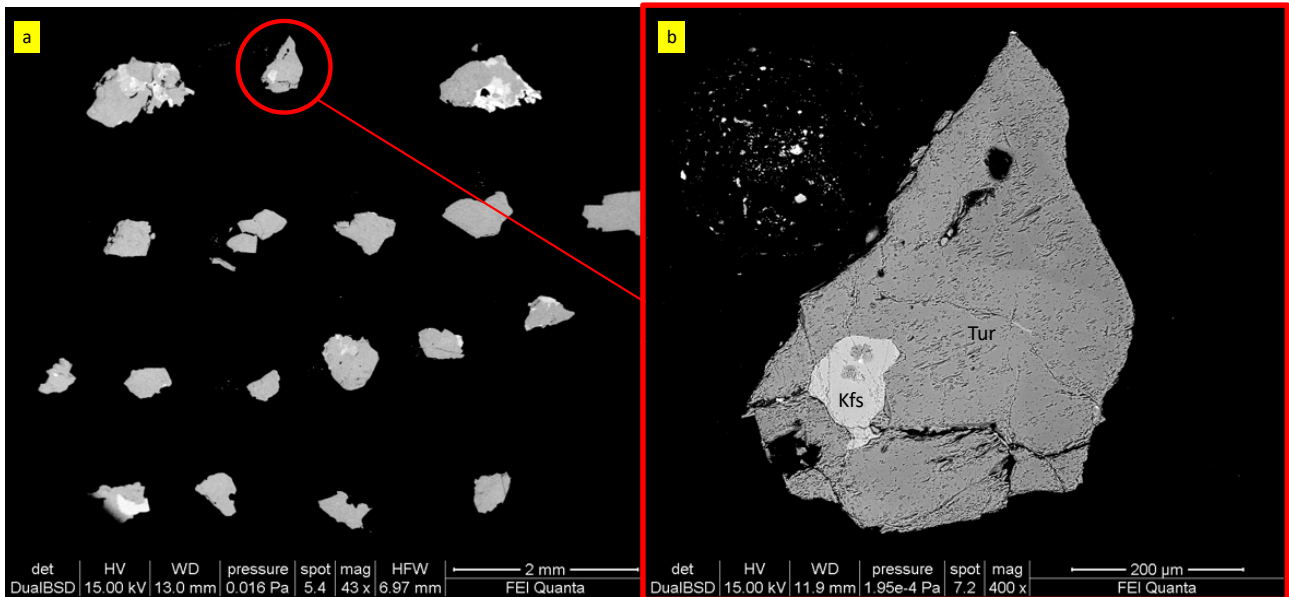 a
b
Tur
Kfs
det HV WD pressure spot mag HFW 2 mm
DualBSD 15.00 kV 13.0 mm 0.016 Pa 5.4 43 x 6.97 mm FEI Quanta
det HV WD pressure spot mag 200 µm
DualBSD 15.00 kV 11.9 mm 1.95e-4 Pa 7.2 400 x FEI Quanta